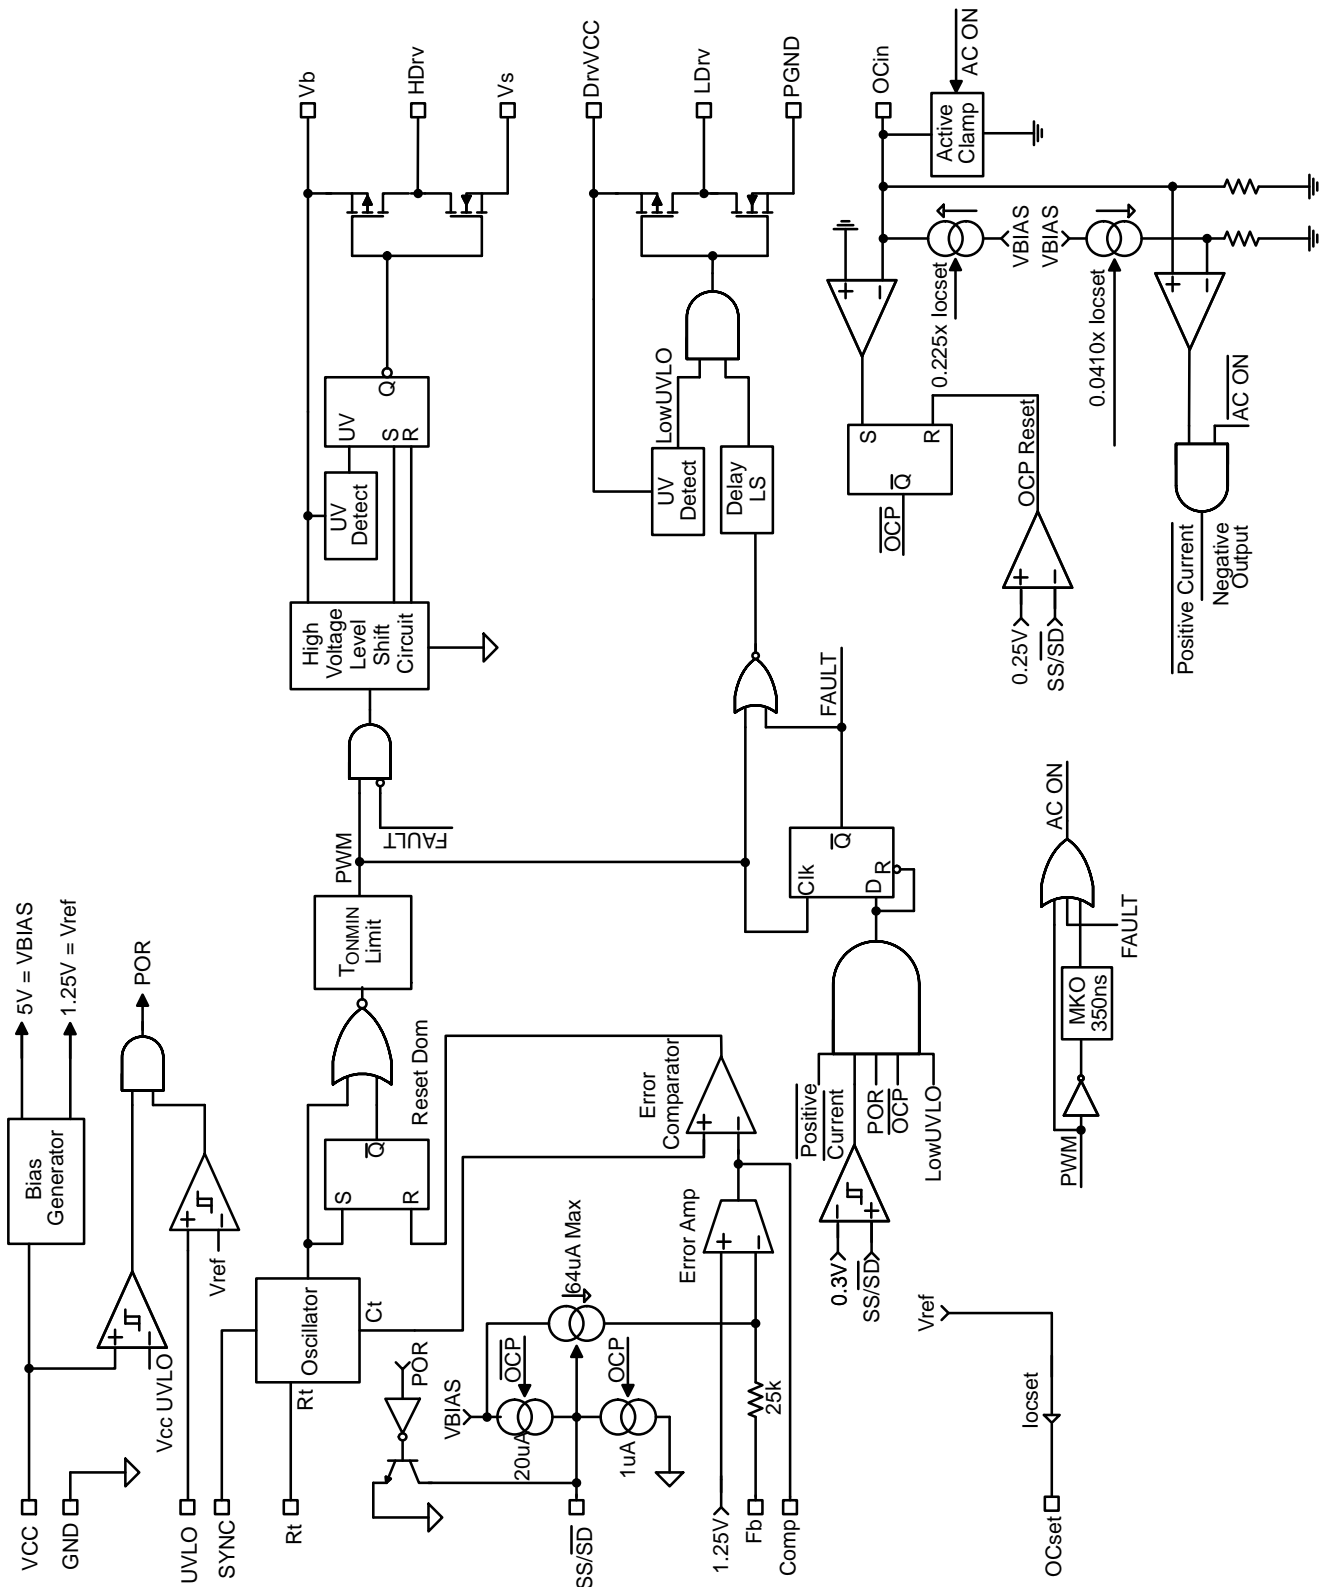 VCC
GND
UVLO
SYNC
Rt
SS/SD
1.25V
Fb
Comp
OCset
Bias
Generator
5V = VBIAS
1.25V = Vref
POR
Vcc UVLO
Vref
+
−
+
−
Oscillator
Rt
Ct
S
R
Q
Reset Dom
TONMIN
Limit
PWM
FAULT
High
Voltage
Level
Shift
Circuit
UV
Detect
UV
S
R
Q
Vb
HDrv
Vs
POR
VBIAS
OCP
20uA
OCP
1uA
64uA Max
25k
Error Amp
+
−
Error
Comparator
+
−
0.3V
SS/SD
−
+
Positive
Current
POR
OCP
LowUVLO
Clk
D
R
Q
FAULT
UV
Detect
LowUVLO
Delay
LS
DrvVCC
LDrv
PGND
OCin
Active
Clamp
AC ON
+
−
0.225x Iocset
VBIAS
VBIAS
0.0410x Iocset
S
R
Q
OCP
OCP Reset
+
−
0.25V
SS/SD
+
−
AC ON
Positive Current
Negative
Output
PWM
MKO
350ns
FAULT
AC ON
Vref
Iocset